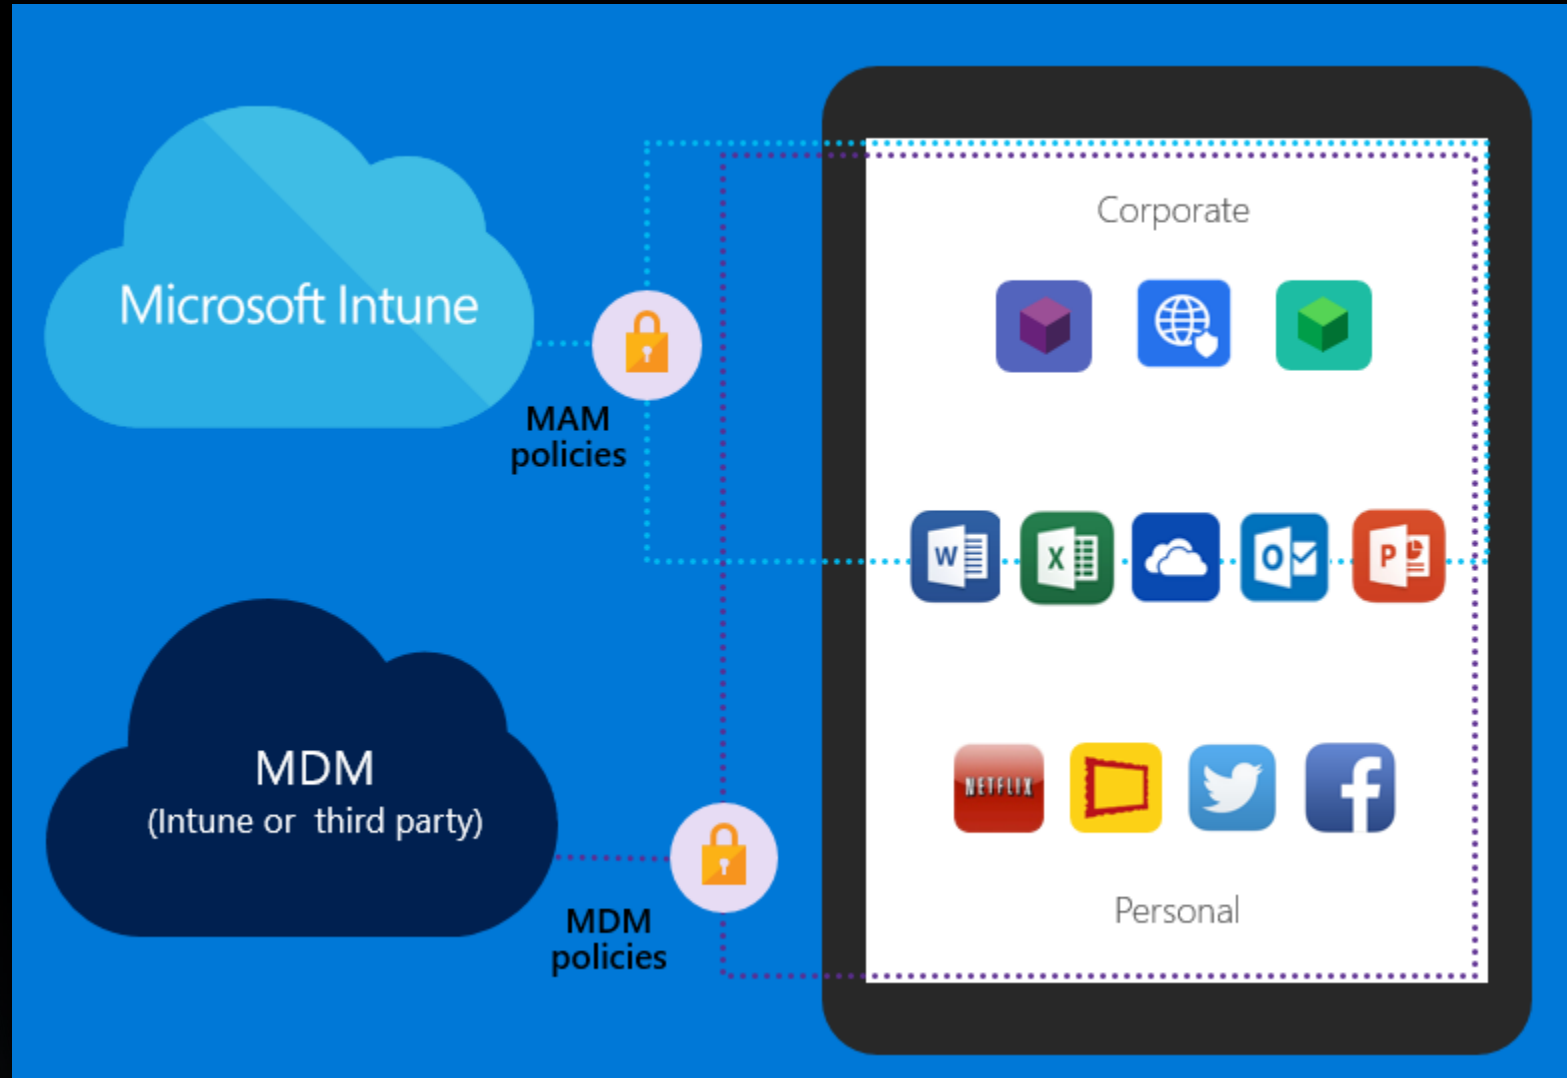 Microsoft Intune
MAM
policies
MDM
(Intune or third party)
MDM
policies
Corporate
W
X
O
P
NETFLIX
Personal